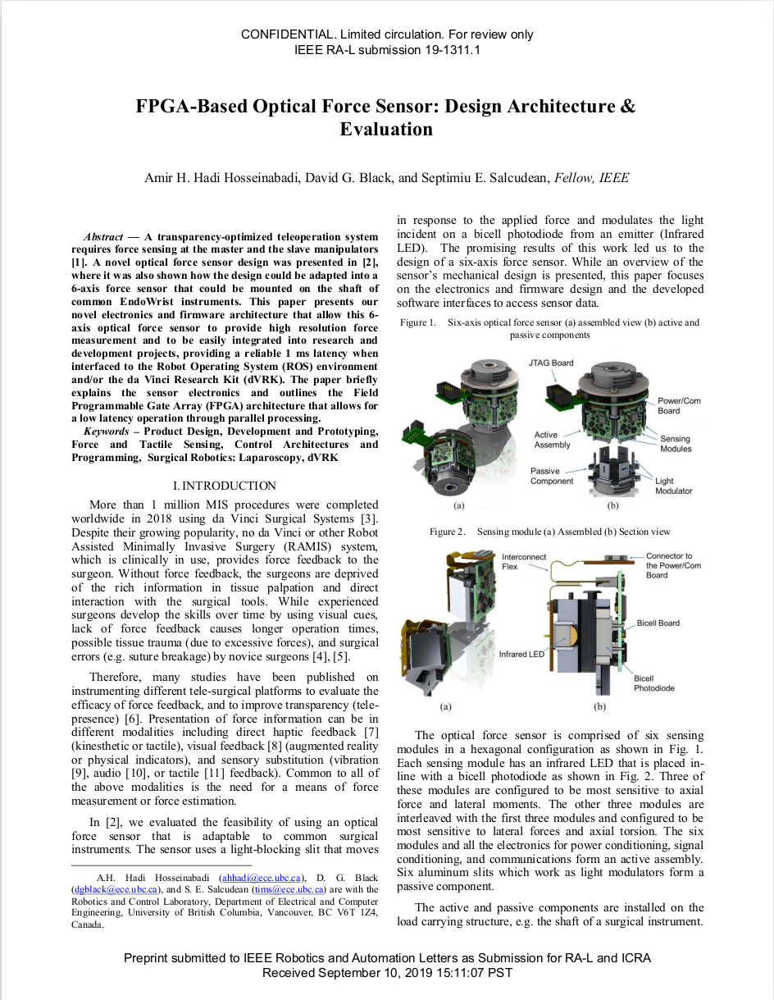 CONFIDENTIAL. Limited circulation. For review only
IEEE RA-L submission 19-1311.1
FPGA-Based Optical Force Sensor: Design Architecture &
Evaluation
Amir H. Hadi Hosseinabadi, David G. Black, and Septimiu E. Salcudean, Fellow, IEEE
Abstract — A transparency-optimized teleoperation system
requires force sensing at the master and the slave manipulators
[1]. A novel optical force sensor design was presented in [2],
where it was also shown how the design could be adapted into a
6-axis force sensor that could be mounted on the shaft of
common EndoWrist instruments. This paper presents our
novel electronics and firmware architecture that allow this 6-
axis optical force sensor to provide high resolution force
measurement and to be easily integrated into research and
development projects, providing a reliable 1 ms latency when
interfaced to the Robot Operating System (ROS) environment
and/or the da Vinci Research Kit (dVRK). The paper briefly
explains the sensor electronics and outlines the Field
Programmable Gate Array (FPGA) architecture that allows for
a low latency operation through parallel processing.
Keywords – Product Design, Development and Prototyping,
Force and Tactile Sensing, Control Architectures and
Programming, Surgical Robotics: Laparoscopy, dVRK
I. INTRODUCTION
More than 1 million MIS procedures were completed
worldwide in 2018 using da Vinci Surgical Systems [3].
Despite their growing popularity, no da Vinci or other Robot
Assisted Minimally Invasive Surgery (RAMIS) system,
which is clinically in use, provides force feedback to the
surgeon. Without force feedback, the surgeons are deprived
of the rich information in tissue palpation and direct
interaction with the surgical tools. While experienced
surgeons develop the skills over time by using visual cues,
lack of force feedback causes longer operation times,
possible tissue trauma (due to excessive forces), and surgical
errors (e.g. suture breakage) by novice surgeons [4], [5].
Therefore, many studies have been published on
instrumenting different tele-surgical platforms to evaluate the
efficacy of force feedback, and to improve transparency (tele-
presence) [6]. Presentation of force information can be in
different modalities including direct haptic feedback [7]
(kinesthetic or tactile), visual feedback [8] (augmented reality
or physical indicators), and sensory substitution (vibration
[9], audio [10], or tactile [11] feedback). Common to all of
the above modalities is the need for a means of force
measurement or force estimation.
In [2], we evaluated the feasibility of using an optical
force sensor that is adaptable to common surgical
instruments. The sensor uses a light-blocking slit that moves
A.H. Hadi Hosseinabadi (ahhadi@ece.ubc.ca), D. G. Black
(dgblack@ece.ubc.ca), and S. E. Salcudean (tims@ece.ubc.ca) are with the
Robotics and Control Laboratory, Department of Electrical and Computer
Engineering, University of British Columbia, Vancouver, BC V6T 1Z4,
Canada.
in response to the applied force and modulates the light
incident on a bicell photodiode from an emitter (Infrared
LED). The promising results of this work led us to the
design of a six-axis force sensor. While an overview of the
sensor's mechanical design is presented, this paper focuses
on the electronics and firmware design and the developed
software interfaces to access sensor data.
Figure 1. Six-axis optical force sensor (a) assembled view (b) active and
passive components
JTAG Board
Power/Com
Board
Active
Assembly
Sensing
Modules
Passive
Component
Light
Modulator
(a)
(b)
Figure 2. Sensing module (a) Assembled (b) Section view
Interconnect
Flex
Connector to
the Power/Com
Board
Bicell Board
Infrared LED
Bicell
Photodiode
(a)
(b)
The optical force sensor is comprised of six sensing
modules in a hexagonal configuration as shown in Fig. 1.
Each sensing module has an infrared LED that is placed in-
line with a bicell photodiode as shown in Fig. 2. Three of
these modules are configured to be most sensitive to axial
force and lateral moments. The other three modules are
interleaved with the first three modules and configured to be
most sensitive to lateral forces and axial torsion. The six
modules and all the electronics for power conditioning, signal
conditioning, and communications form an active assembly.
Six aluminum slits which work as light modulators form a
passive component.
The active and passive components are installed on the
load carrying structure, e.g. the shaft of a surgical instrument.
Preprint submitted to IEEE Robotics and Automation Letters as Submission for RA-L and ICRA
Received September 10, 2019 15:11:07 PST